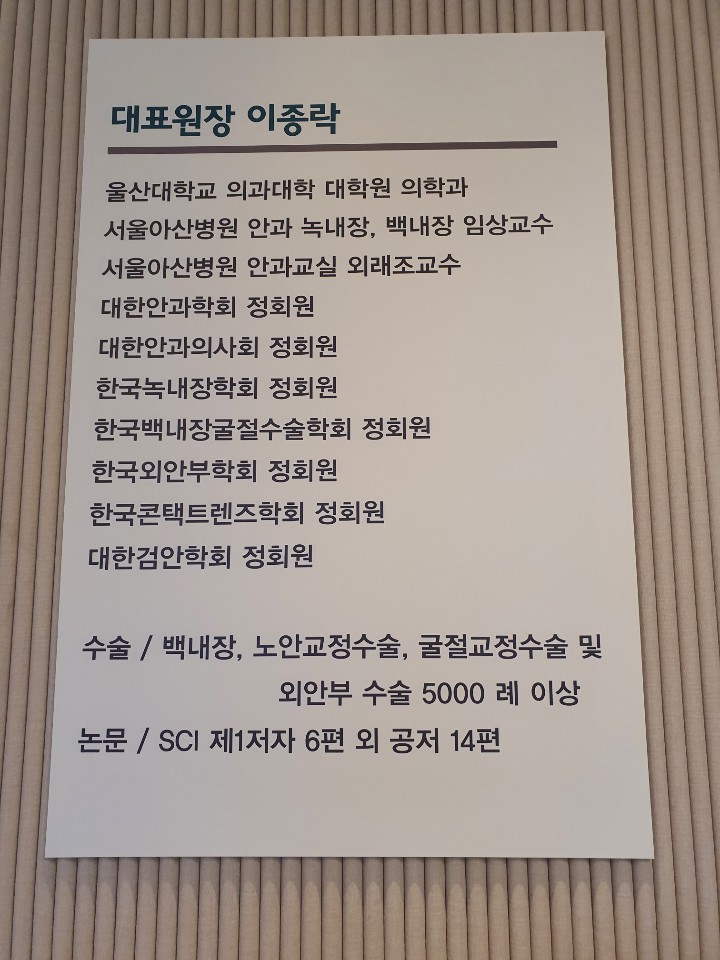 대표원장 이종락
울산대학교 의과대학 대학원 의학과
서울아산병원 안과 녹내장, 백내장 임상교수
서울아산병원 안과교실 외래조교수
대한안과학회 정회원
대한안과의사회 정회원
한국녹내장학회 정회원
한국백내장굴절수술학회 정회원
한국외안부학회 정회원
한국콘택트렌즈학회 정회원
대한검안학회 정회원
수술 / 백내장, 노안교정수술, 굴절교정수술 및
외안부 수술 5000 례 이상
논문 / SCI 제1저자 6편 외 공저 14편